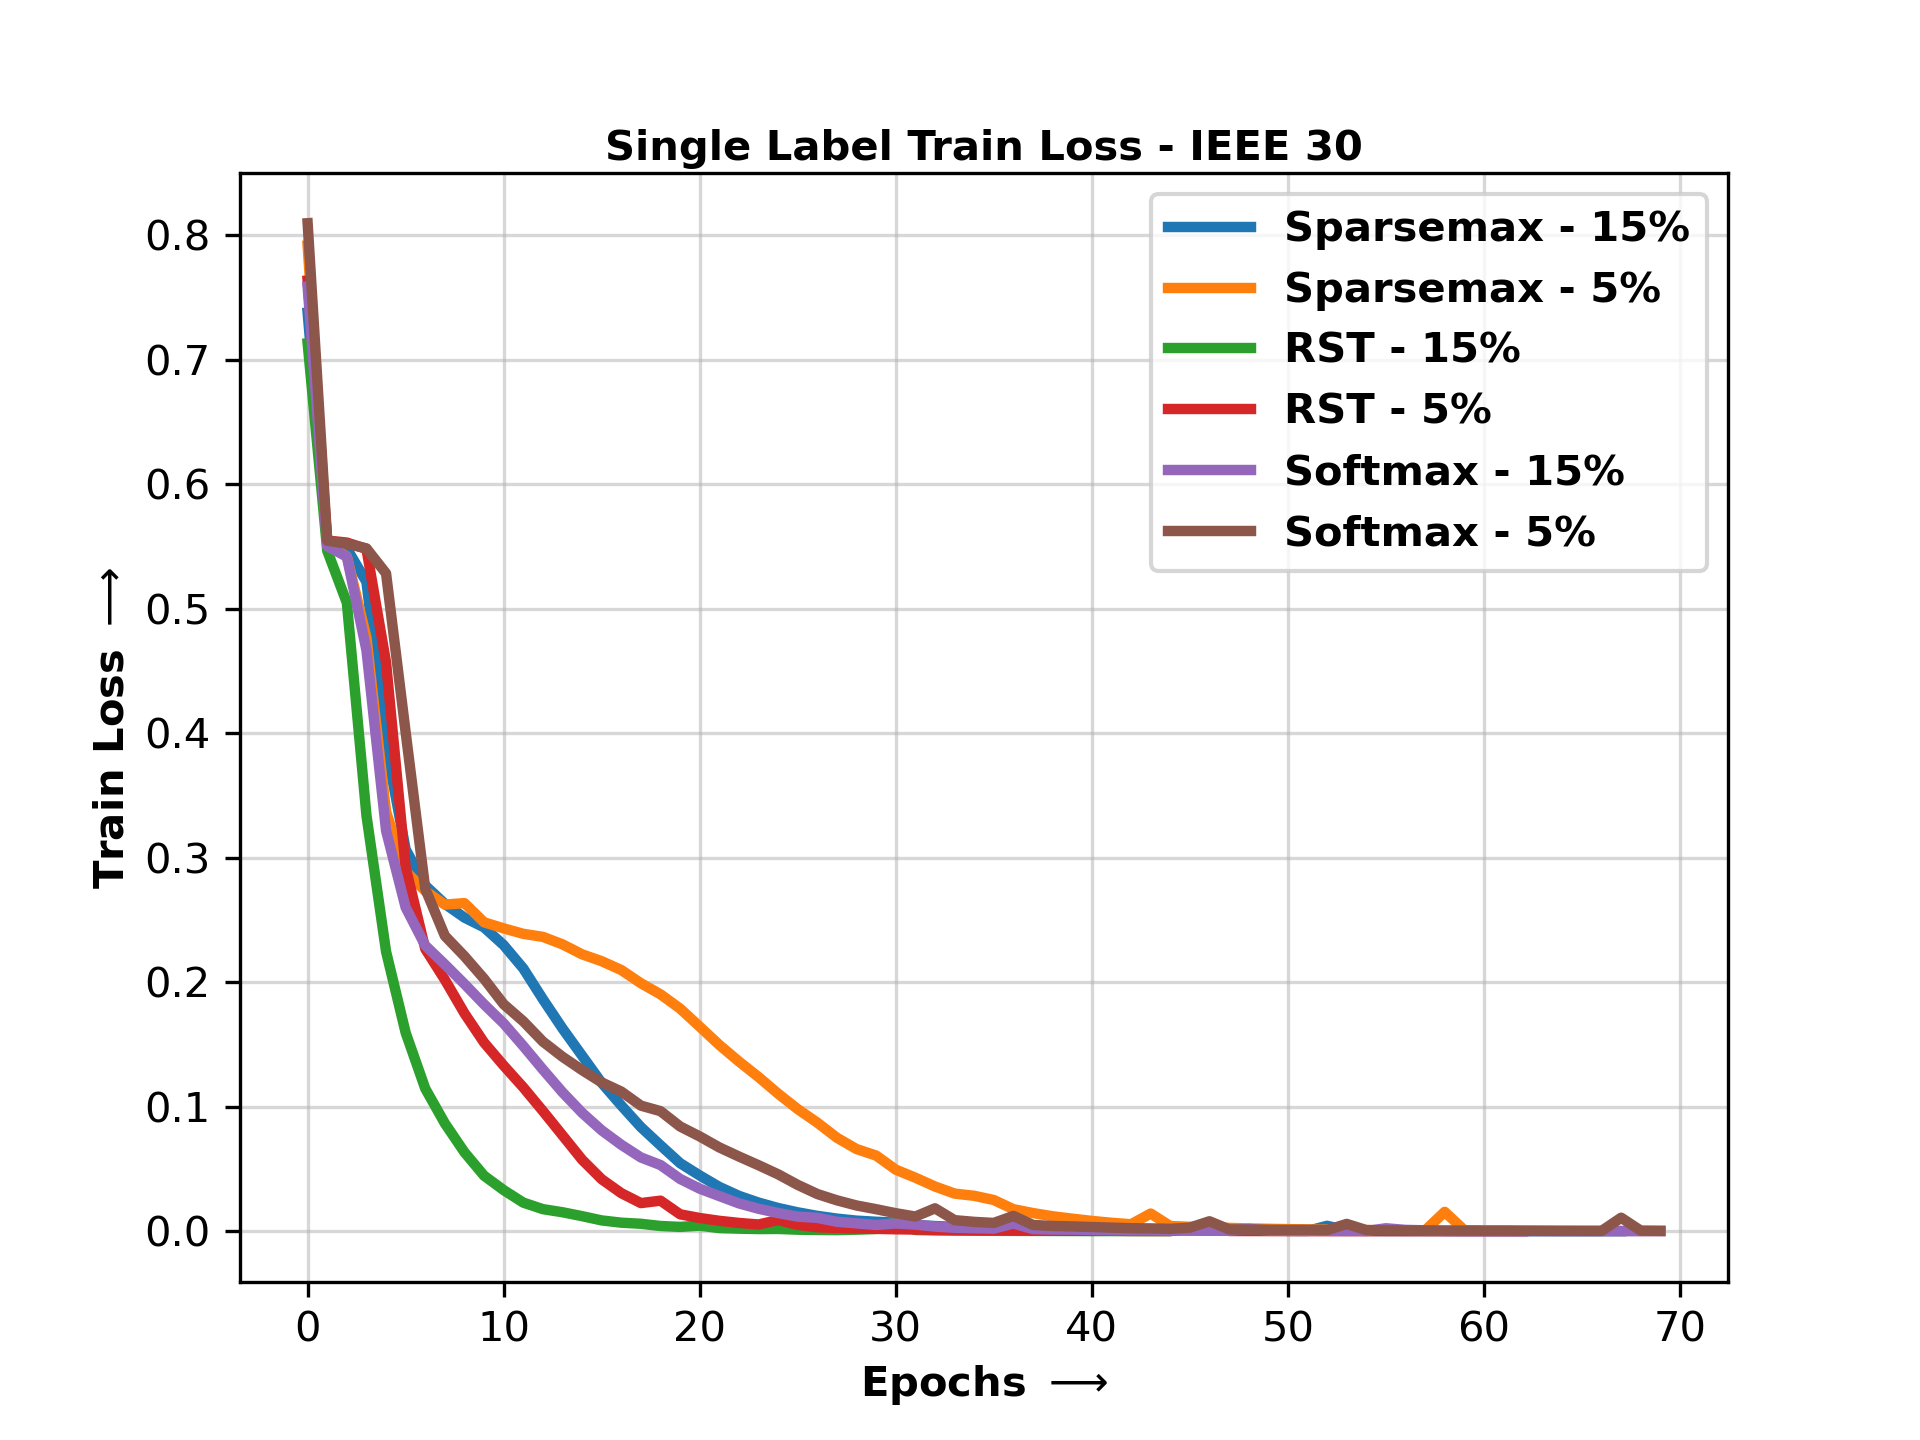 Single Label Train Loss - IEEE 30
Sparsemax - 15%
Sparsemax - 5%
RST - 15%
RST - 5%
Softmax - 15%
Softmax - 5%
Train Loss ⟶
0.8
0.7
0.6
0.5
0.4
0.3
0.2
0.1
0.0
0 10 20 30 40 50 60 70
Epochs ⟶